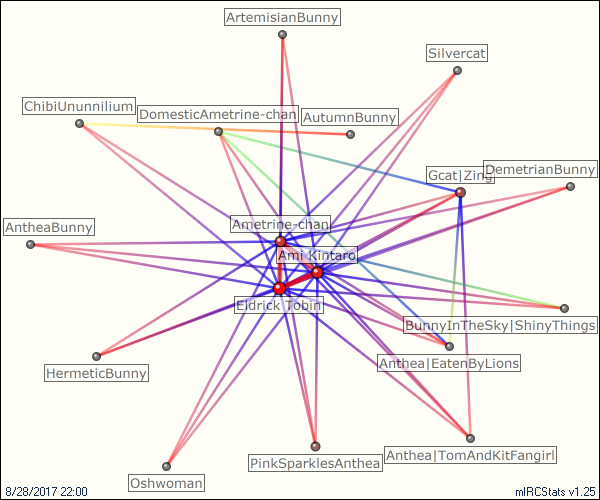 ArtemisianBunny
Silvercat
ChibiUnunnilium
DomesticAmetrine-chan
AutumnBunny
Gcat|Zing
DemetrianBunny
AntheaBunny
Ametrine-chan
Ami Kintaro
Eldrick Tobin
BunnyInTheSky|ShinyThings
Anthea|EatenByLions
HermeticBunny
Anthea|TomAndKitFangirl
PinkSparklesAnthea
Oshwoman
8/28/2017 22:00
mIRCStats v1.25